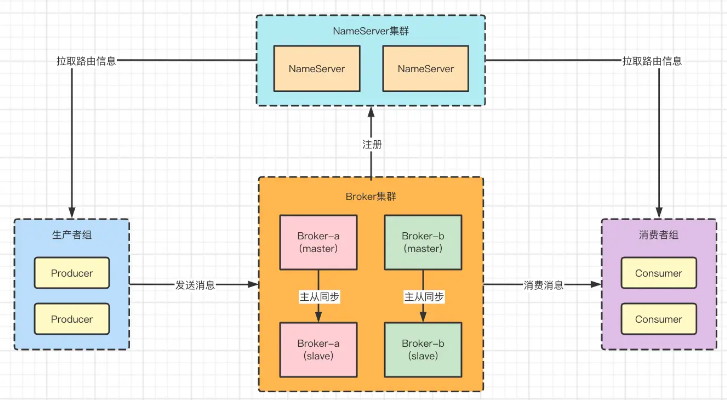 NameServer集群
NameServer
NameServer
拉取路由信息
拉取路由信息
注册
Broker集群
Broker-a
(master)
Broker-b
(master)
主从同步
主从同步
Broker-a
(slave)
Broker-b
(slave)
生产者组
Producer
Producer
发送消息
消费消息
消费者组
Consumer
Consumer